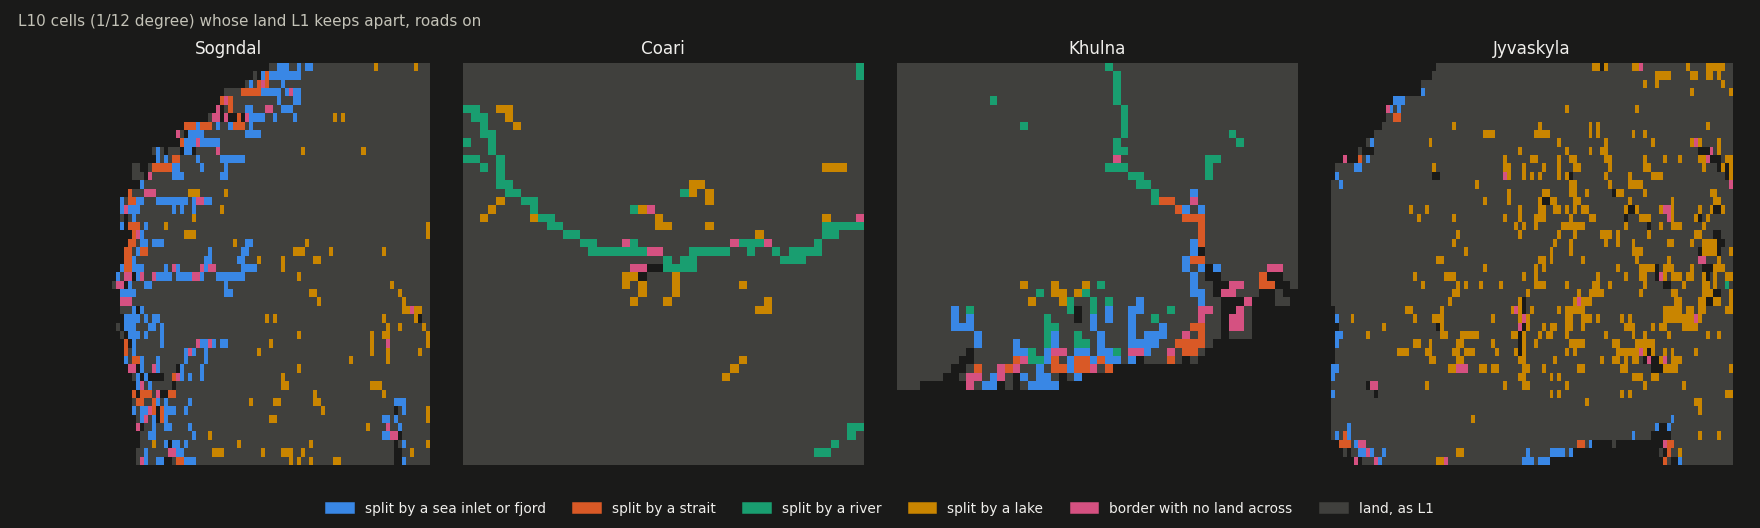 L10 cells (1/12 degree) whose land L1 keeps apart, roads on
Sogndal
Coari
Khulna
Jyvaskyla
split by a sea inlet or fjord
split by a strait
split by a river
split by a lake
border with no land across
land, as L1